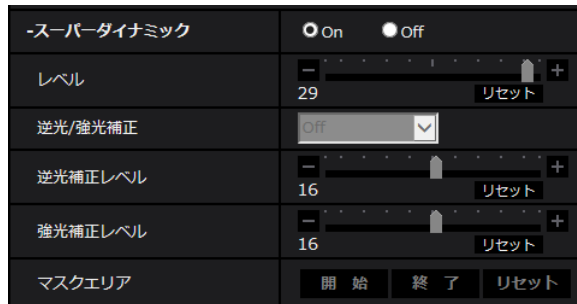 -スーパーダイナミック On Off
レベル - +
29 リセット
逆光/強光補正 Off
逆光補正レベル - +
16 リセット
強光補正レベル - +
16 リセット
マスクエリア 開 始 終 了 リセット